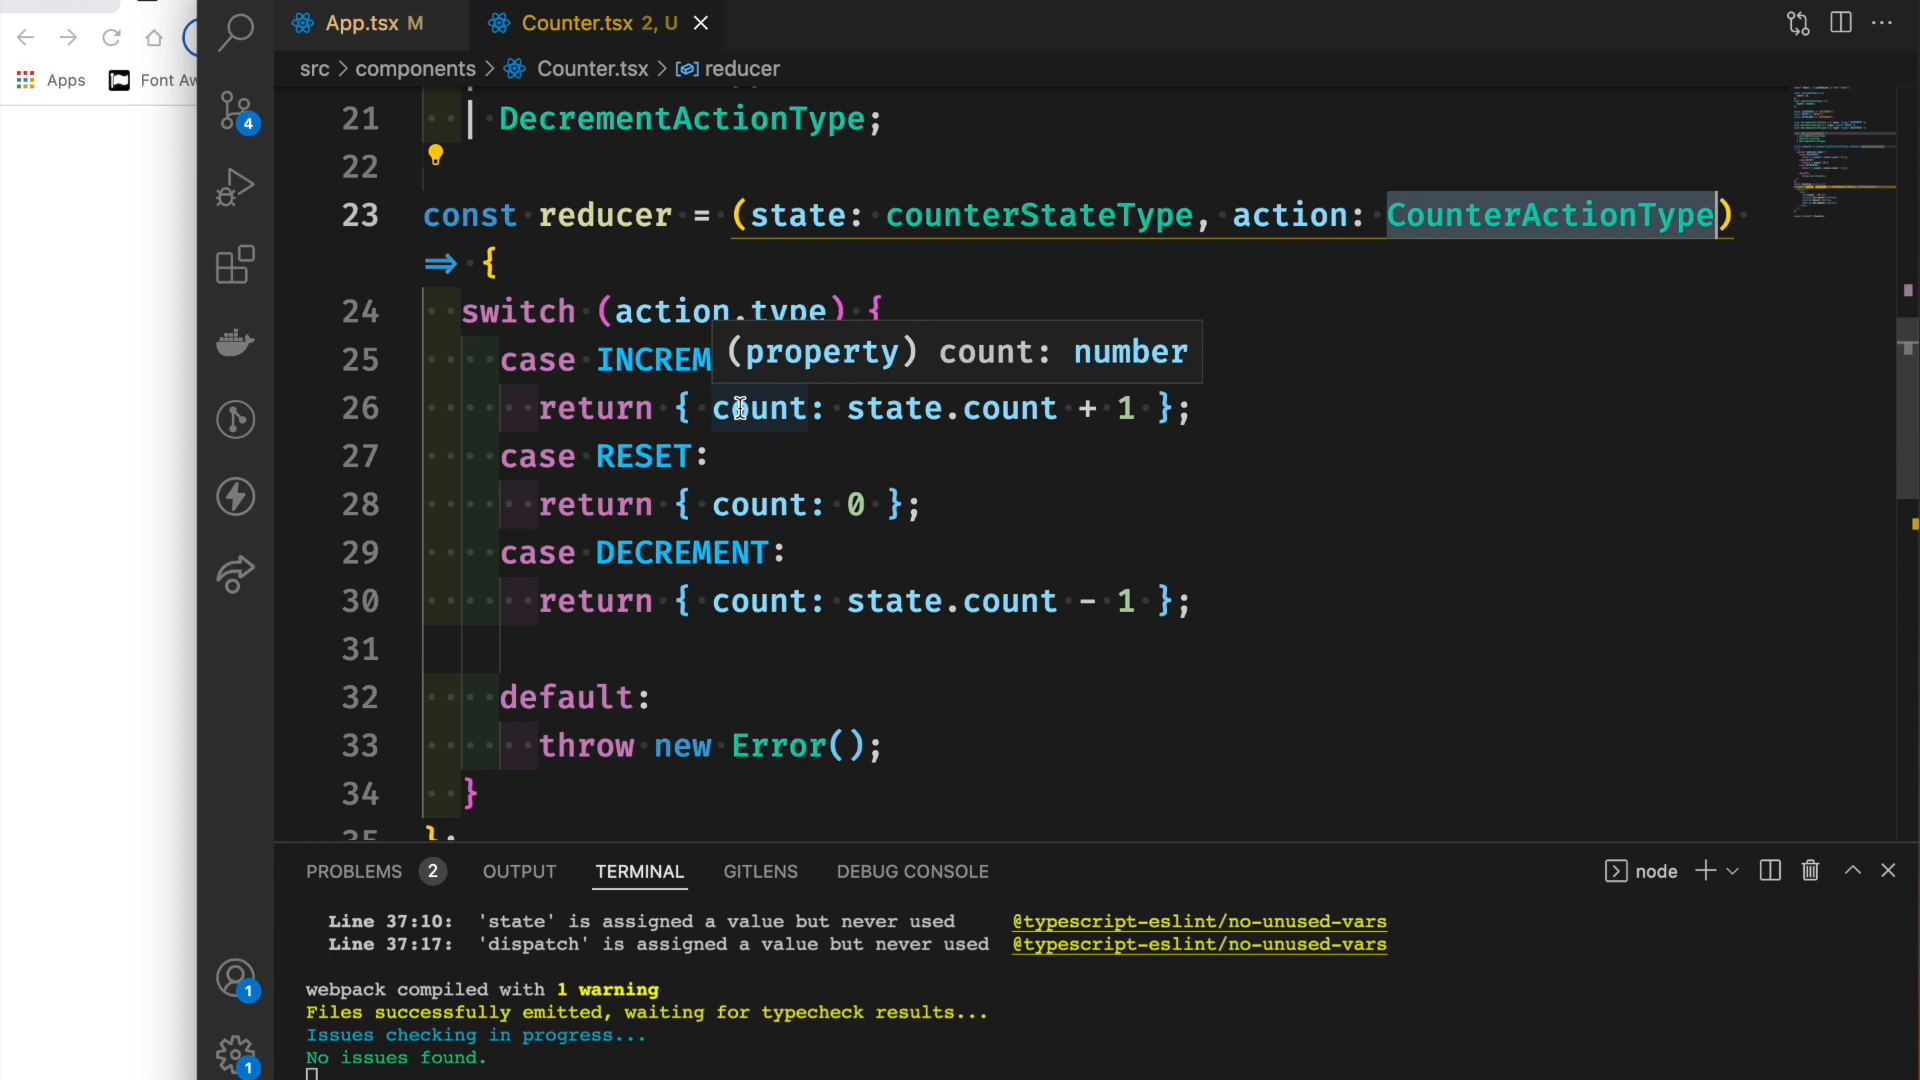 App.tsx M
Counter.tsx 2, U
Apps
Font Aw
src > components > Counter.tsx > reducer
21 | DecrementActionType;
22
23 const reducer = (state: counterStateType, action: CounterActionType)
=> {
24 switch (action.type) {
(property) count: number
25 case INCREM
26 return { count: state.count + 1 };
27 case RESET:
28 return { count: 0 };
29 case DECREMENT:
30 return { count: state.count - 1 };
31
32 default:
33 throw new Error();
34 }
35 };
4
1
1
PROBLEMS 2 OUTPUT TERMINAL GITLENS DEBUG CONSOLE
node
Line 37:10: 'state' is assigned a value but never used @typescript-eslint/no-unused-vars
Line 37:17: 'dispatch' is assigned a value but never used @typescript-eslint/no-unused-vars
webpack compiled with 1 warning
Files successfully emitted, waiting for typecheck results...
Issues checking in progress...
No issues found.